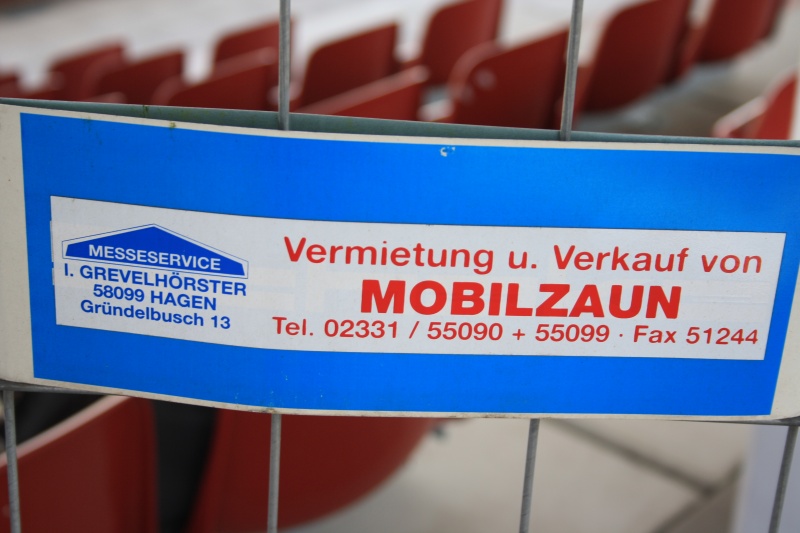 MESSESERVICE
I. GREVELHÖRSTER
58099 HAGEN
Gründelbusch 13
Vermietung u. Verkauf von
MOBILZAUN
Tel. 02331 / 55090 + 55099 · Fax 51244